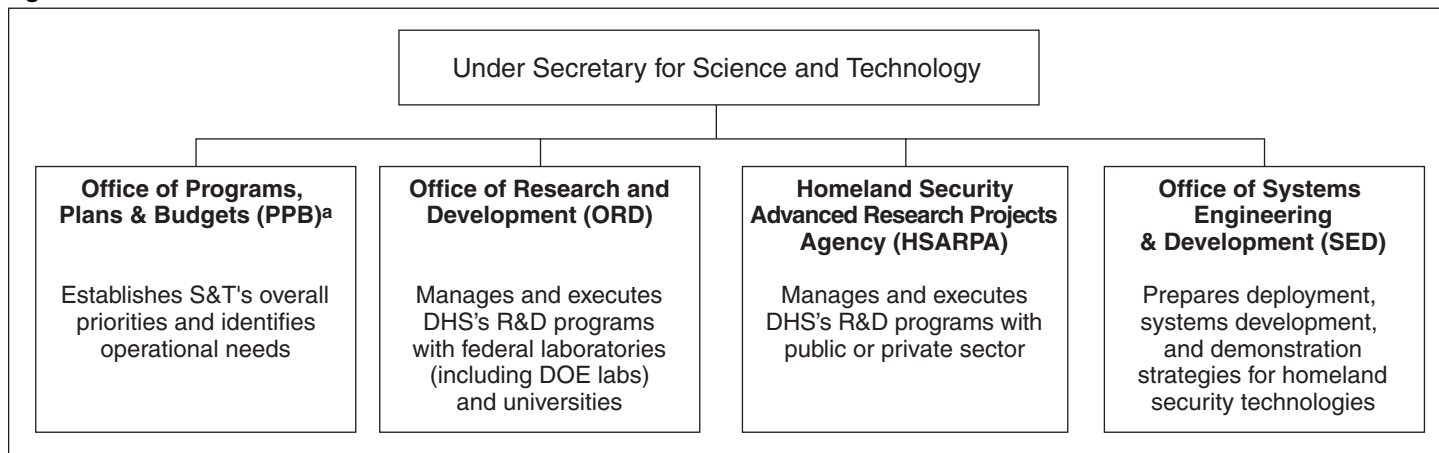 Under Secretary for Science and Technology
Office of Programs,
Plans & Budgets (PPB)a
Establishes S&T's overall
priorities and identifies
operational needs
Office of Research and
Development (ORD)
Manages and executes
DHS's R&D programs
with federal laboratories
(including DOE labs)
and universities
Homeland Security
Advanced Research Projects
Agency (HSARPA)
Manages and executes
DHS's R&D programs with
public or private sector
Office of Systems
Engineering
& Development (SED)
Prepares deployment,
systems development,
and demonstration
strategies for homeland
security technologies